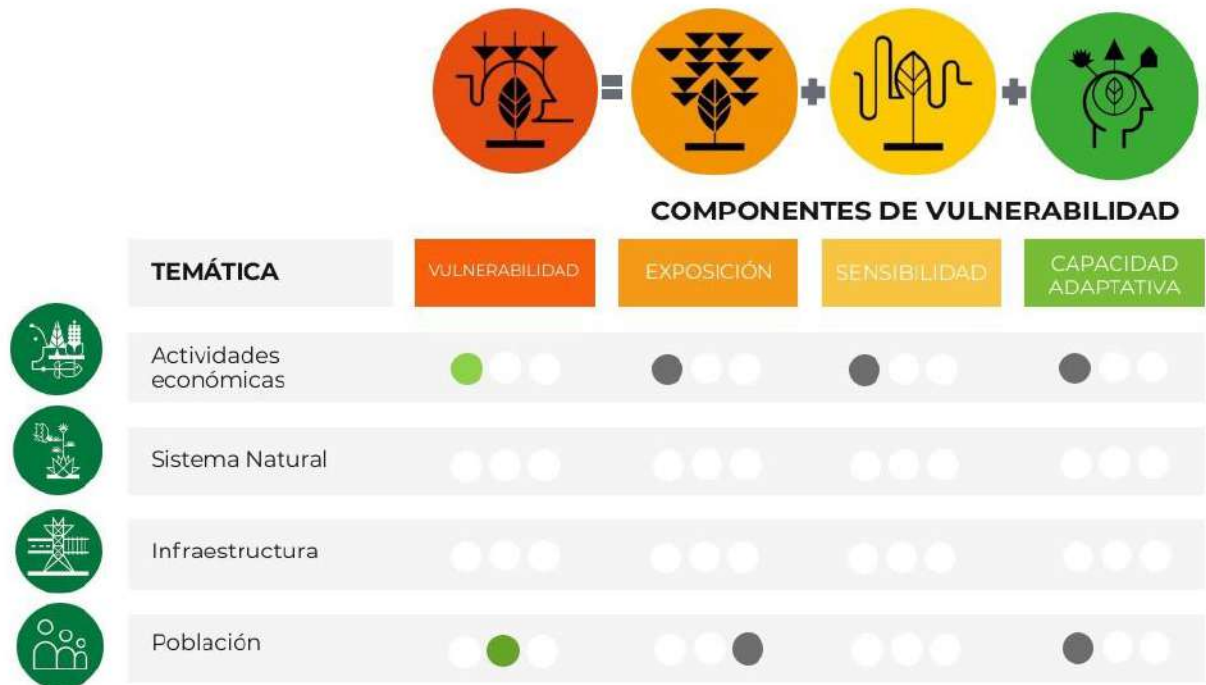 COMPONENTES DE VULNERABILIDAD
TEMÁTICA
VULNERABILIDAD
EXPOSICIÓN
SENSIBILIDAD
CAPACIDAD
ADAPTATIVA
Actividades
económicas
Sistema Natural
Infraestructura
Población